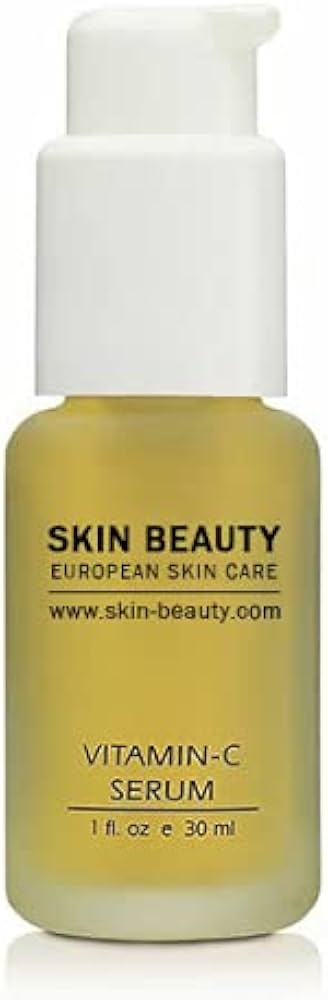 SKIN BEAUTY
EUROPEAN SKIN CARE
www.skin-beauty.com
VITAMIN-C
SERUM
1 fl. oz e 30 ml